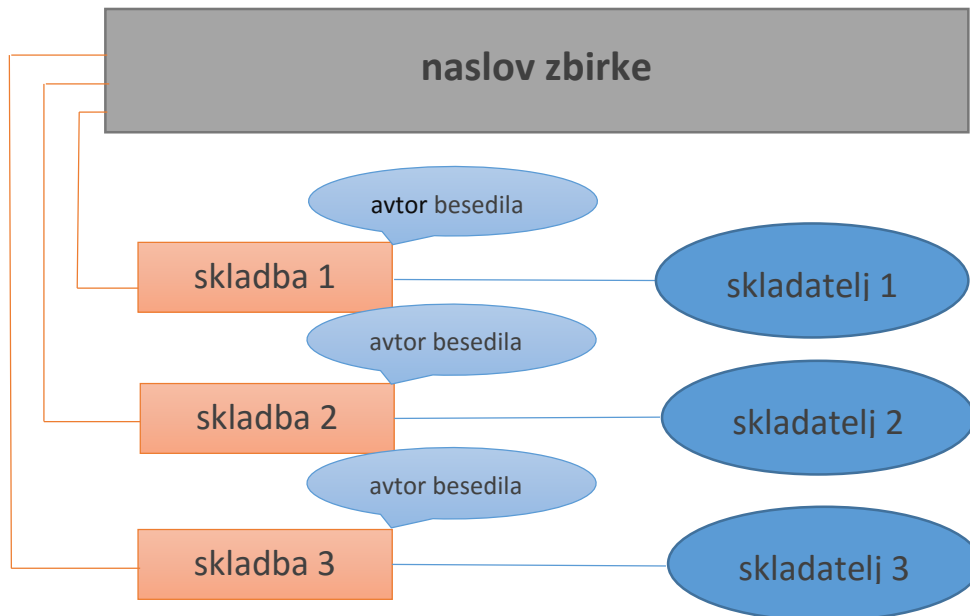 naslov zbirke
avtor besedila
skladba 1
skladatelj 1
avtor besedila
skladba 2
skladatelj 2
avtor besedila
skladba 3
skladatelj 3